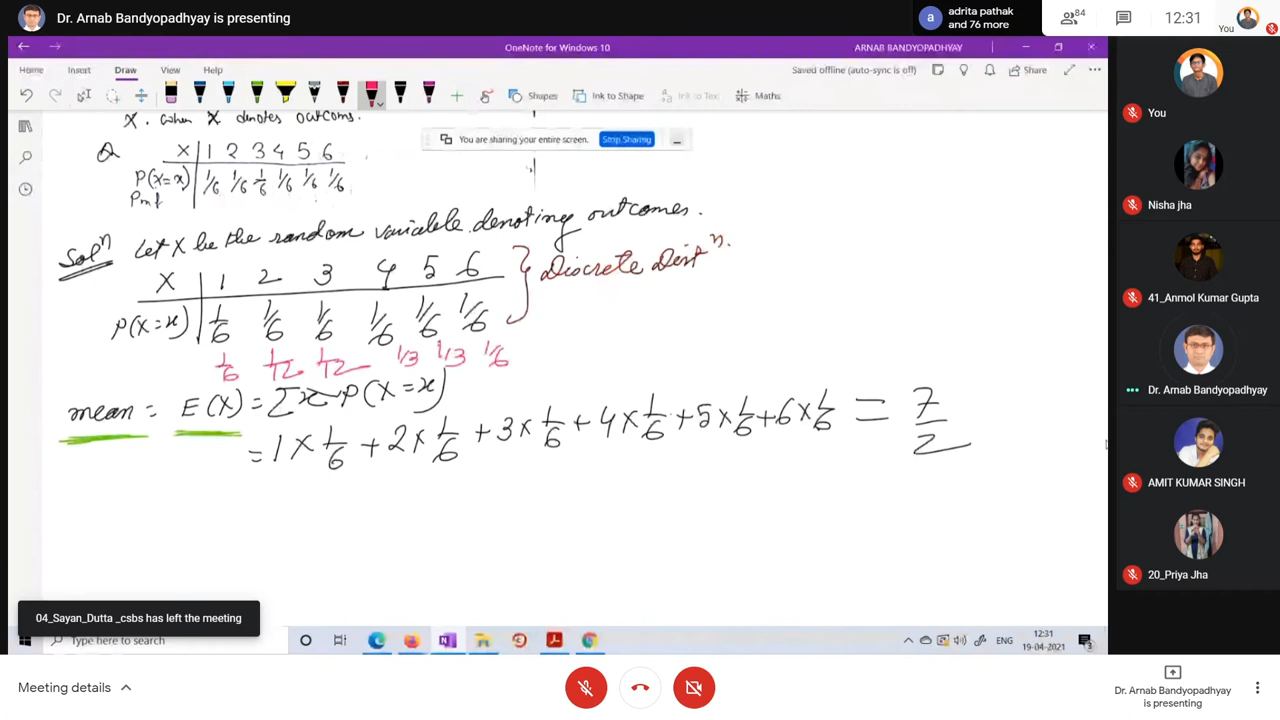 Dr. Arnab Bandyopadhyay is presenting
a adrita pathak and 76 more
84
12:31
You
OneNote for Windows 10
ARNAB BANDYOPADHYAY
Home Insert Draw View Help
Saved offline (auto-sync is off)
Share
Shapes Ink to Shape Ink to Text Maths
You are sharing your entire screen. Stop Sharing
X. when X denotes outcoms.
X 1 2 3 4 5 6
P(X=x) 1/6 1/6 1/6 1/6 1/6 1/6
Pmf
Solⁿ Let X be the random variable denoting outcomes.
X 1 2 3 4 5 6 } Discrete Distⁿ.
P(X=x) 1/6 1/6 1/6 1/6 1/6 1/6
1/6 1/12 1/12 1/3 1/3 1/6
mean = E(X) = Σx P(X=x)
= 1 × 1/6 + 2 × 1/6 + 3 × 1/6 + 4 × 1/6 + 5 × 1/6 + 6 × 1/6 = 7/2
You
Nisha jha
41_Anmol Kumar Gupta
Dr. Arnab Bandyopadhyay
AMIT KUMAR SINGH
20_Priya Jha
04_Sayan_Dutta _csbs has left the meeting
Type here to search
ENG
12:31
19-04-2021
3
Meeting details
Dr. Arnab Bandyopadhyay
is presenting